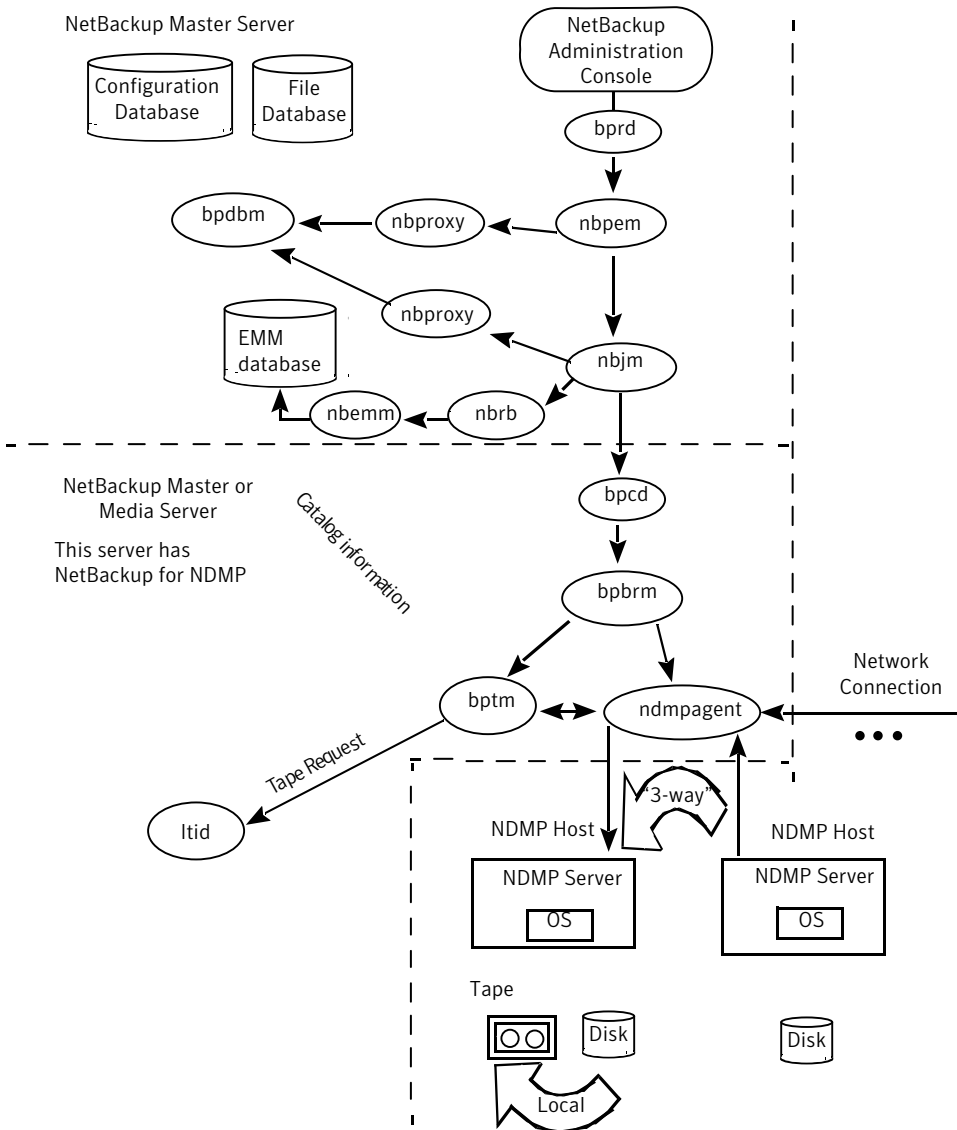 NetBackup Master Server
NetBackup
Administration
Console
Configuration
Database
File
Database
bprd
bpdbm
nbproxy
nbpem
nbproxy
EMM
database
nbjm
nbemm
nbrb
NetBackup Master or
Media Server
This server has
NetBackup for NDMP
Catalog information
bpcd
bpbrm
Network
Connection
bptm
ndmpagent
Tape Request
"3-way"
ltid
NDMP Host
NDMP Host
NDMP Server
OS
NDMP Server
OS
Tape
Disk
Disk
Local